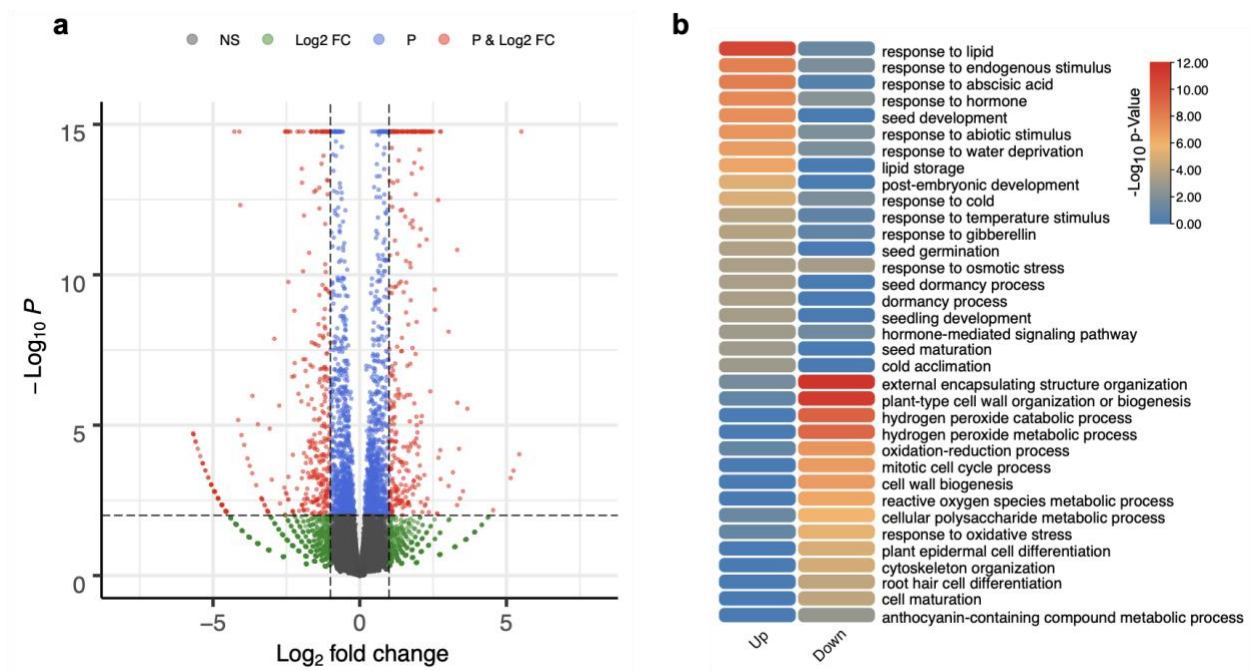 a
NS Log2 FC P P & Log2 FC
15
10
5
0
−Log10 P
−5 0 5
Log2 fold change
b
response to lipid
response to endogenous stimulus
response to abscisic acid
response to hormone
seed development
response to abiotic stimulus
response to water deprivation
lipid storage
post-embryonic development
response to cold
response to temperature stimulus
response to gibberellin
seed germination
response to osmotic stress
seed dormancy process
dormancy process
seedling development
hormone-mediated signaling pathway
seed maturation
cold acclimation
external encapsulating structure organization
plant-type cell wall organization or biogenesis
hydrogen peroxide catabolic process
hydrogen peroxide metabolic process
oxidation-reduction process
mitotic cell cycle process
cell wall biogenesis
reactive oxygen species metabolic process
cellular polysaccharide metabolic process
response to oxidative stress
plant epidermal cell differentiation
cytoskeleton organization
root hair cell differentiation
cell maturation
anthocyanin-containing compound metabolic process
Up Down
-Log10 p-Value
12.00
10.00
8.00
6.00
4.00
2.00
0.00